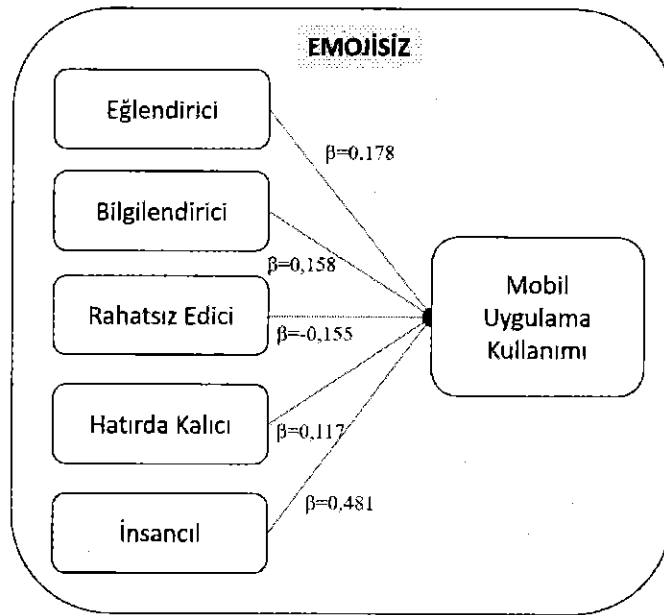 EMOJİSİZ
Eğlendirici
β=0.178
Bilgilendirici
β=0,158
Rahatsız Edici
β=-0,155
Hatırda Kalıcı
β=0,117
İnsancıl
β=0,481
Mobil
Uygulama
Kullanımı